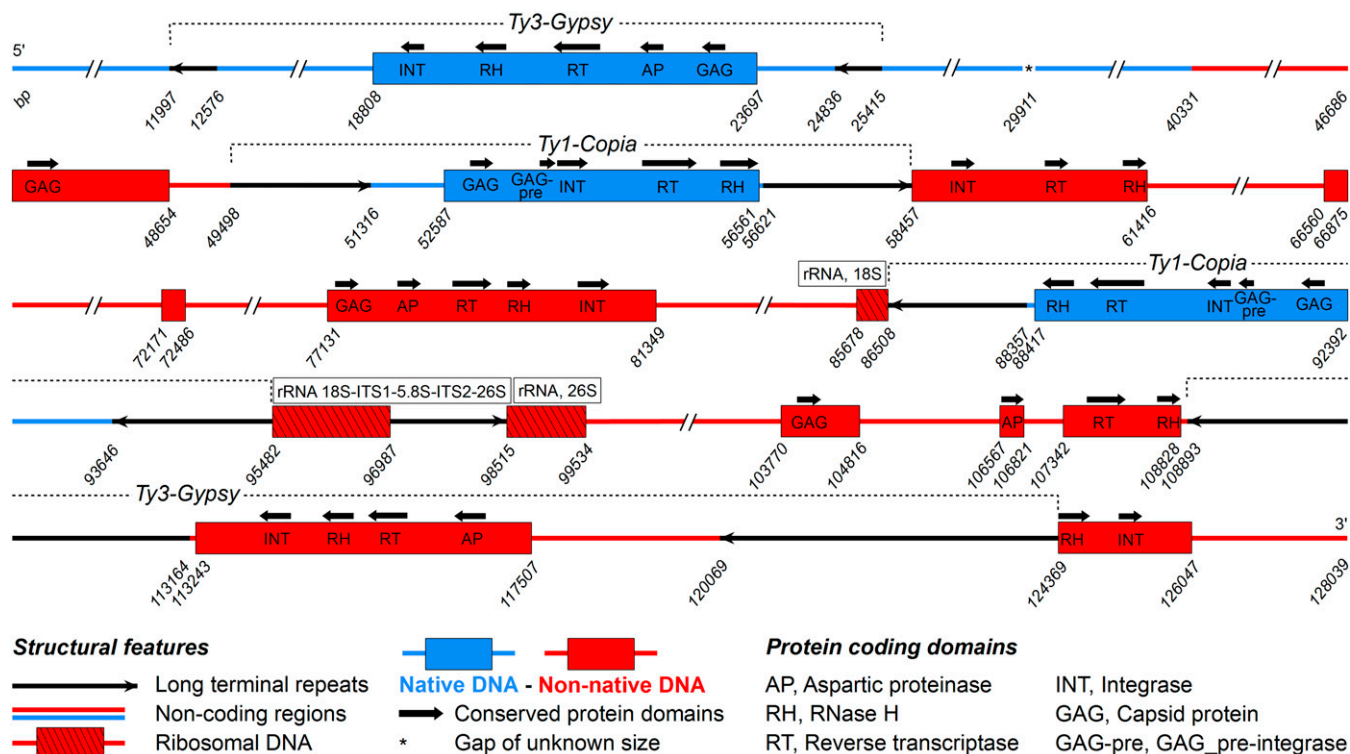 Ty3-Gypsy
5'
INT RH RT AP GAG
*
bp
11997 12576 18808 23697 24836 25415 29911 40331 46686
Ty1-Copia
GAG GAG GAG-pre INT RT RH INT RT RH
48654 49498 51316 52587 56561 56621 58457 61416 66560 66875
rRNA, 18S Ty1-Copia
GAG AP RT RH INT RH RT INT GAG-pre GAG
72171 72486 77131 81349 85678 86508 88357 88417 92392
rRNA 18S-ITS1-5.8S-ITS2-26S rRNA, 26S
GAG AP RT RH
93646 95482 96987 98515 99534 103770 104816 106567 106821 107342 108828 108893
Ty3-Gypsy
3'
INT RH RT AP RH INT
113164 113243 117507 120069 124369 126047 128039
Structural features Protein coding domains
Long terminal repeats Native DNA - Non-native DNA AP, Aspartic proteinase INT, Integrase
Non-coding regions Conserved protein domains RH, RNase H GAG, Capsid protein
Ribosomal DNA * Gap of unknown size RT, Reverse transcriptase GAG-pre, GAG_pre-integrase